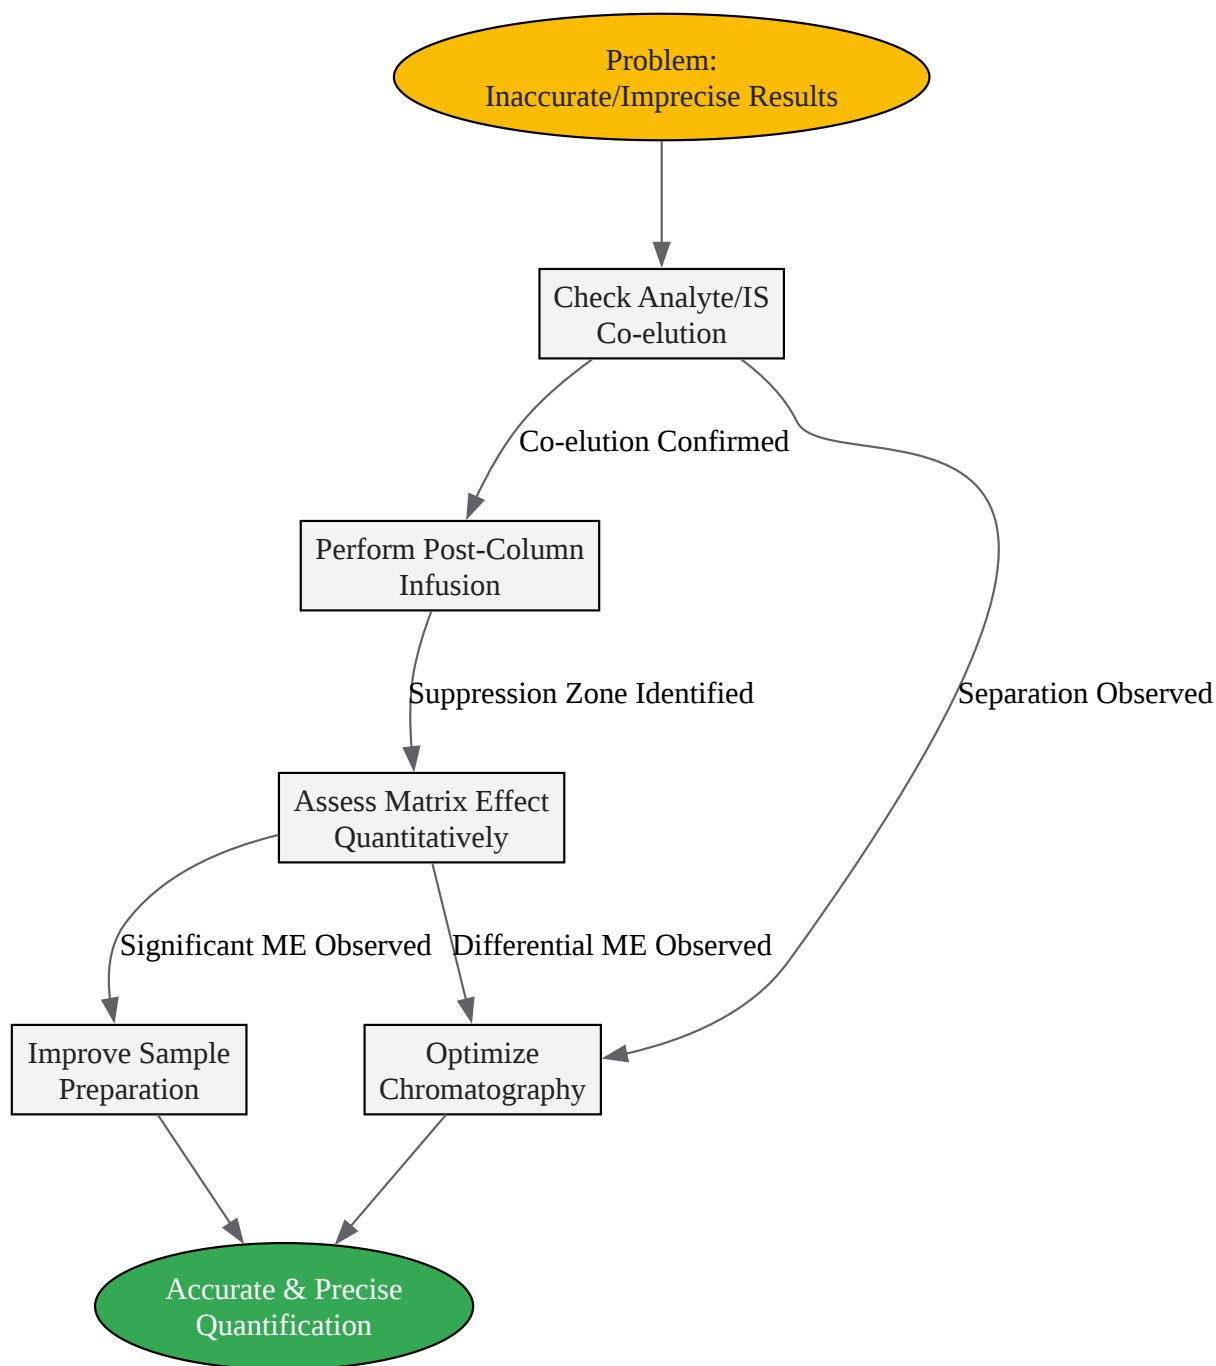 Problem:
Inaccurate/Imprecise Results
Check Analyte/IS
Co-elution
Co-elution Confirmed
Perform Post-Column
Infusion
Suppression Zone Identified
Separation Observed
Assess Matrix Effect
Quantitatively
Significant ME Observed
Differential ME Observed
Improve Sample
Preparation
Optimize
Chromatography
Accurate & Precise
Quantification